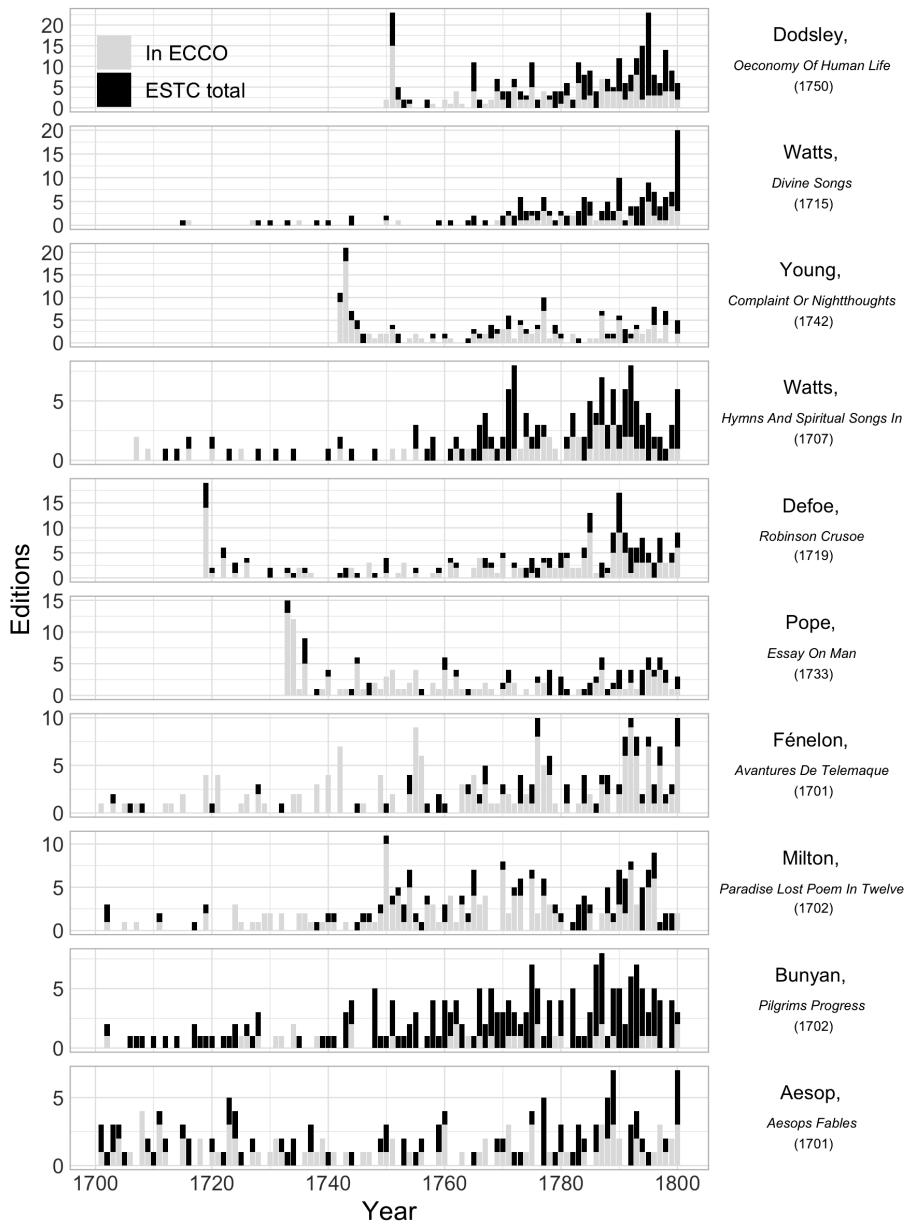 20
15
10
5
0
In ECCO
ESTC total
Dodsley,
Oeconomy Of Human Life
(1750)
20
15
10
5
0
Watts,
Divine Songs
(1715)
20
15
10
5
0
Young,
Complaint Or Nightthoughts
(1742)
5
0
Watts,
Hymns And Spiritual Songs In
(1707)
15
10
5
0
Defoe,
Robinson Crusoe
(1719)
Editions
15
10
5
0
Pope,
Essay On Man
(1733)
10
5
0
Fénelon,
Avantures De Telemaque
(1701)
10
5
0
Milton,
Paradise Lost Poem In Twelve
(1702)
5
0
Bunyan,
Pilgrims Progress
(1702)
5
0
Aesop,
Aesops Fables
(1701)
1700 1720 1740 1760 1780 1800
Year